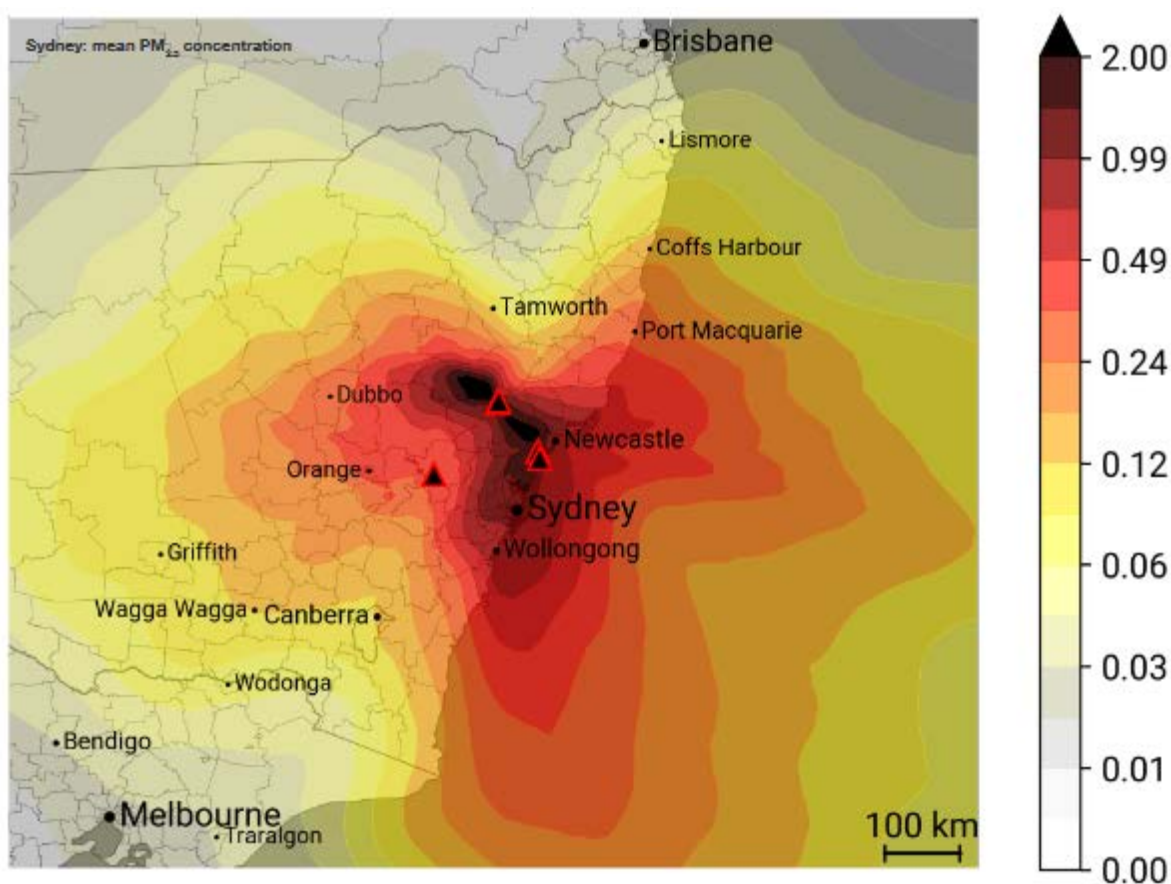 Sydney: mean PM2.5 concentration
Brisbane
Lismore
Coffs Harbour
Tamworth
Port Macquarie
Dubbo
Newcastle
Orange
Sydney
Wollongong
Griffith
Wagga Wagga
Canberra
Wodonga
Bendigo
Melbourne
Traralgon
100 km
2.00
0.99
0.49
0.24
0.12
0.06
0.03
0.01
0.00